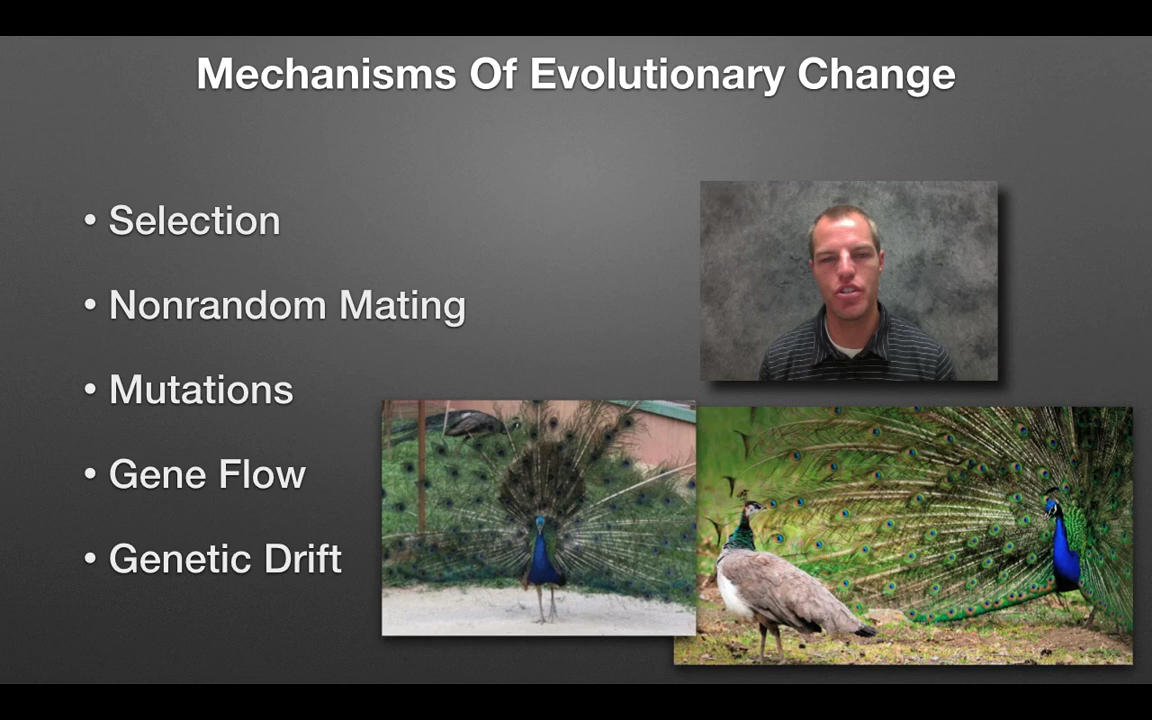 Mechanisms Of Evolutionary Change
• Selection
• Nonrandom Mating
• Mutations
• Gene Flow
• Genetic Drift